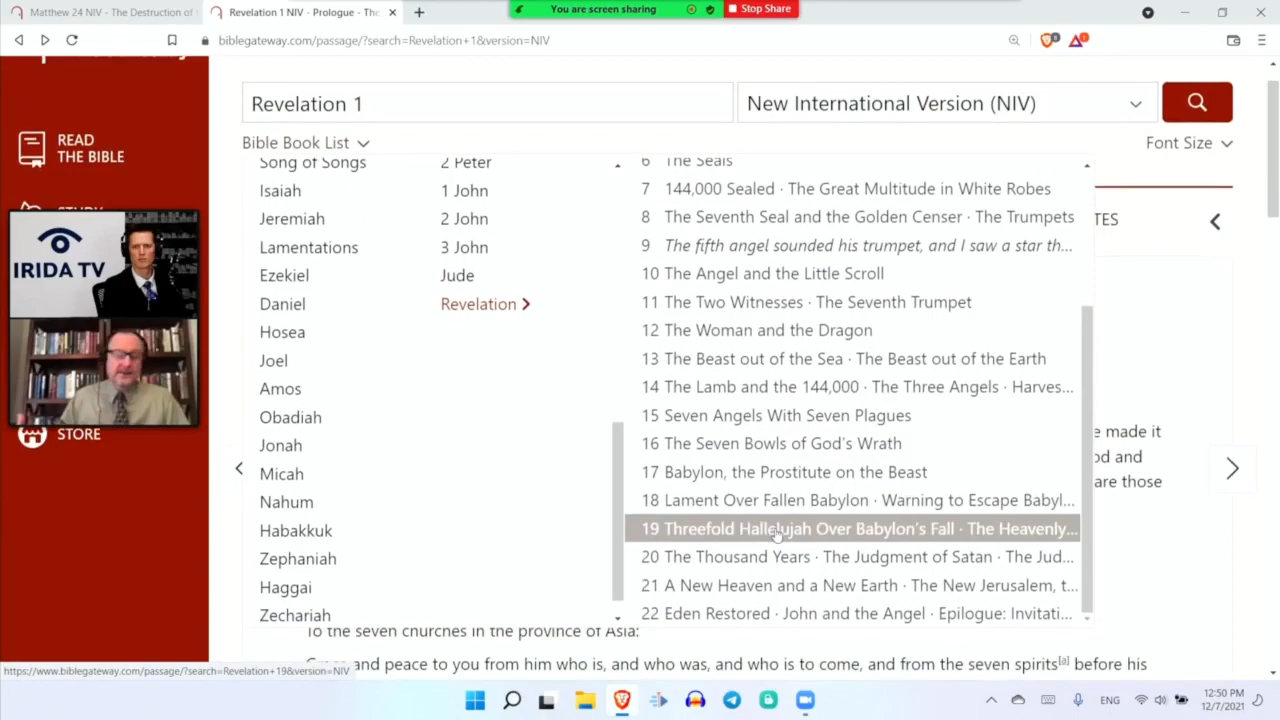 Matthew 24 NIV - The Destruction of
Revelation 1 NIV - Prologue - The
You are screen sharing
Stop Share
biblegateway.com/passage/?search=Revelation+1&version=NIV
8
1
READ
THE BIBLE
IRIDA TV
STORE
Revelation 1
New International Version (NIV)
Bible Book List
Font Size
Song of Songs
Isaiah
Jeremiah
Lamentations
Ezekiel
Daniel
Hosea
Joel
Amos
Obadiah
Jonah
Micah
Nahum
Habakkuk
Zephaniah
Haggai
Zechariah
2 Peter
1 John
2 John
3 John
Jude
Revelation
6 The Seals
7 144,000 Sealed · The Great Multitude in White Robes
8 The Seventh Seal and the Golden Censer · The Trumpets
9 The fifth angel sounded his trumpet, and I saw a star th...
10 The Angel and the Little Scroll
11 The Two Witnesses · The Seventh Trumpet
12 The Woman and the Dragon
13 The Beast out of the Sea · The Beast out of the Earth
14 The Lamb and the 144,000 · The Three Angels · Harves...
15 Seven Angels With Seven Plagues
16 The Seven Bowls of God's Wrath
17 Babylon, the Prostitute on the Beast
18 Lament Over Fallen Babylon · Warning to Escape Babyl...
19 Threefold Hallelujah Over Babylon's Fall · The Heavenly...
20 The Thousand Years · The Judgment of Satan · The Jud...
21 A New Heaven and a New Earth · The New Jerusalem, t...
22 Eden Restored · John and the Angel · Epilogue: Invitati...
TES
e made it
od and
are those
To the seven churches in the province of Asia:
and peace to you from him who is, and who was, and who is to come, and from the seven spirits[a] before his
https://www.biblegateway.com/passage/?search=Revelation+19&version=NIV
ENG
12:50 PM
12/7/2021